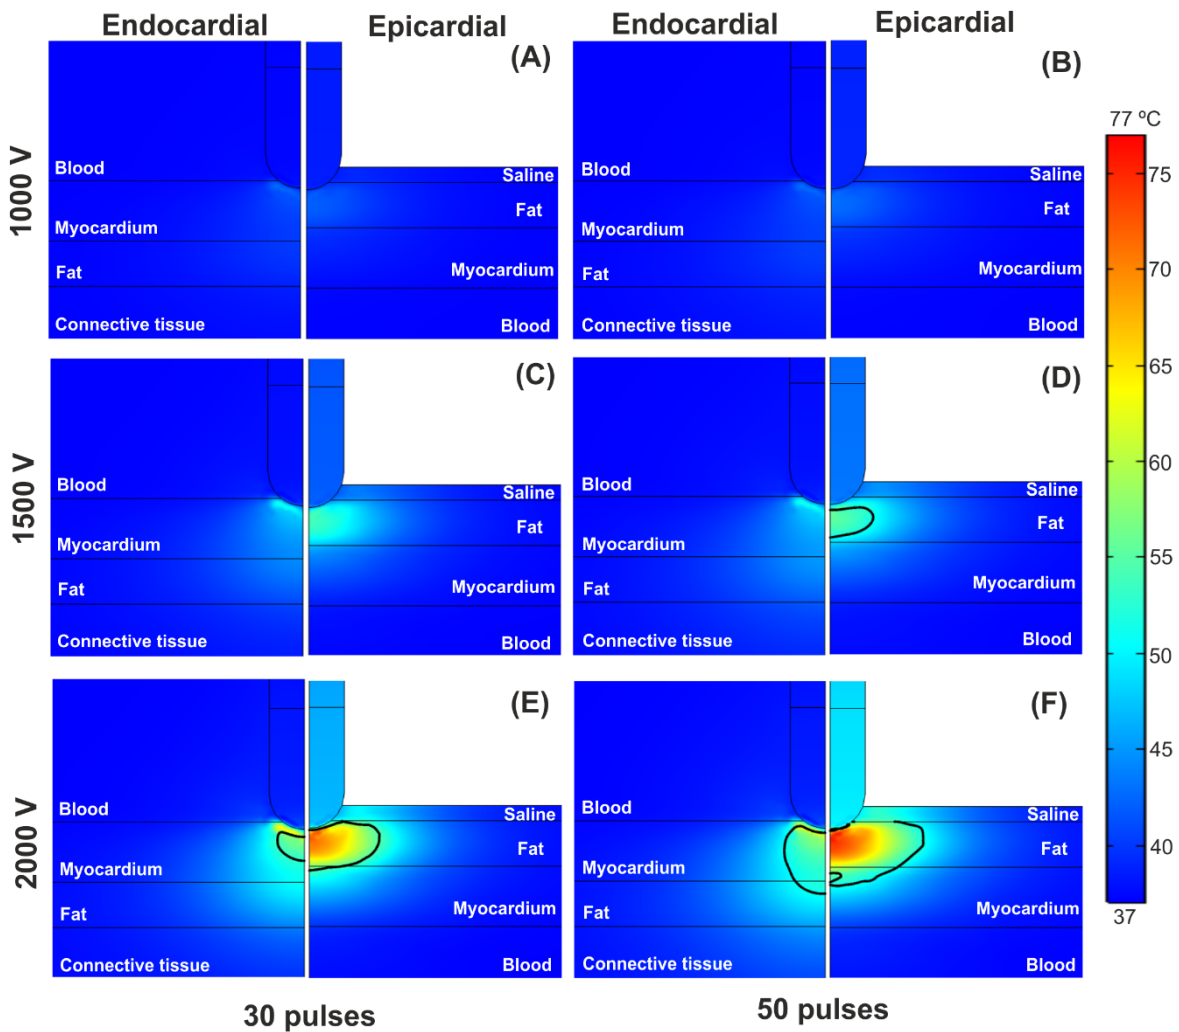 Endocardial
Epicardial
Endocardial
Epicardial
(A)
(B)
77 ºC
1000 V
Blood
Saline
Myocardium
Fat
Fat
Myocardium
Connective tissue
Blood
Blood
Saline
Myocardium
Fat
Fat
Myocardium
Connective tissue
Blood
75
70
65
60
55
50
45
40
37
(C)
(D)
1500 V
Blood
Saline
Myocardium
Fat
Fat
Myocardium
Connective tissue
Blood
Blood
Saline
Myocardium
Fat
Fat
Myocardium
Connective tissue
Blood
(E)
(F)
2000 V
Blood
Saline
Myocardium
Fat
Fat
Myocardium
Connective tissue
Blood
Blood
Saline
Myocardium
Fat
Fat
Myocardium
Connective tissue
Blood
30 pulses
50 pulses